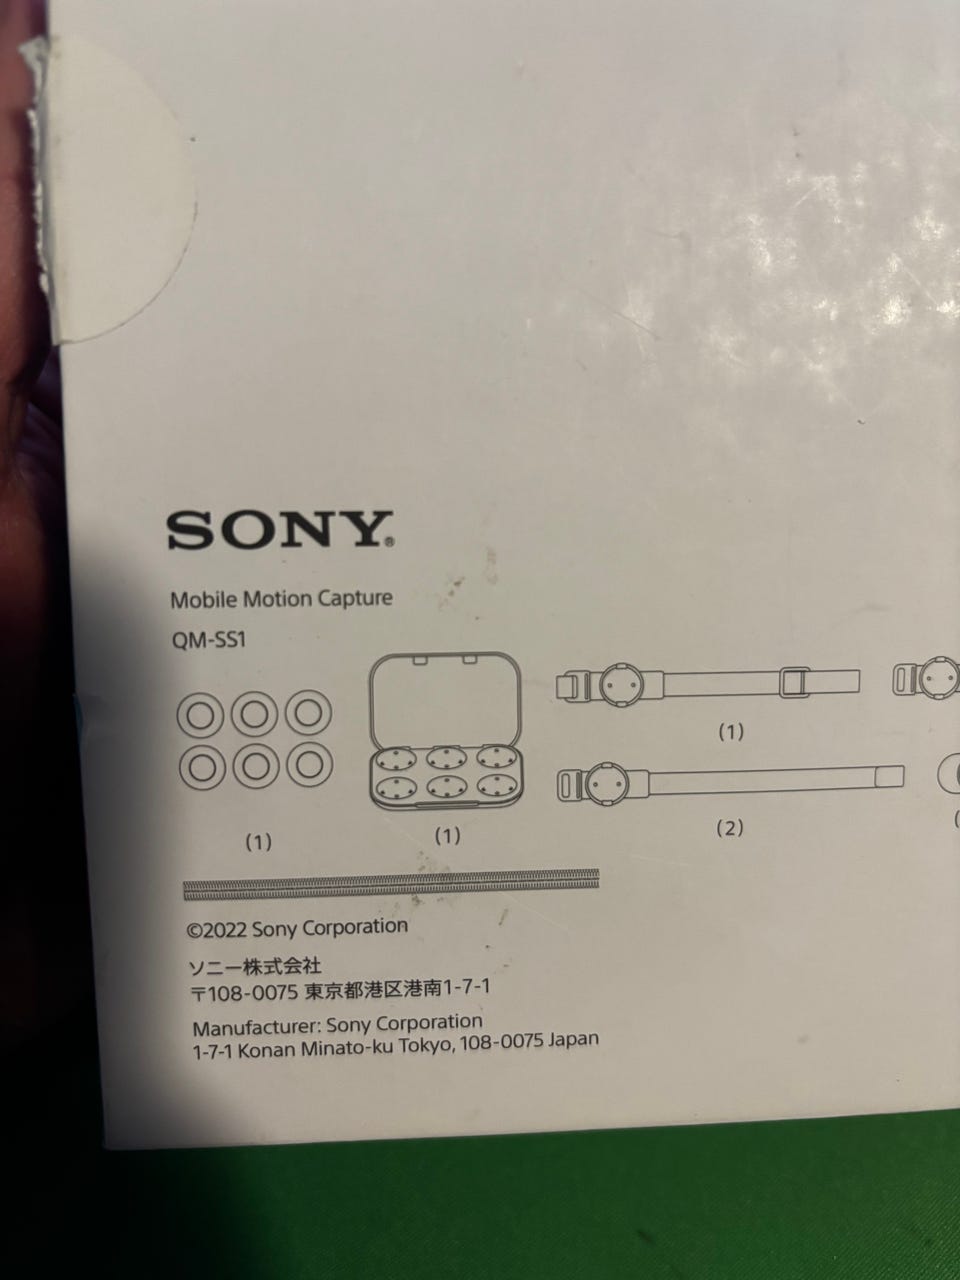 SONY®
Mobile Motion Capture
QM-SS1
(1)
(2)
(1)
(1)
©2022 Sony Corporation
ソニー株式会社
〒108-0075 東京都港区港南1-7-1
Manufacturer: Sony Corporation
1-7-1 Konan Minato-ku Tokyo, 108-0075 Japan